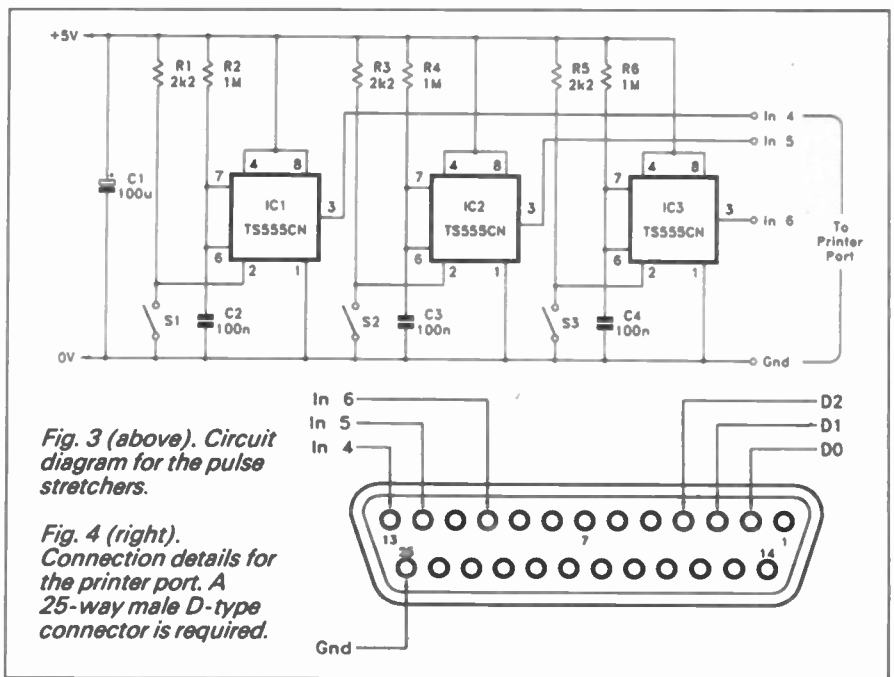 +5V
R1
2k2
R2
1M
R3
2k2
R4
1M
R5
2k2
R6
1M
In 4
In 5
C1
100u
+
7
4
8
IC1
TS555CN
3
6
2
1
7
4
8
IC2
TS555CN
3
6
2
1
7
4
8
IC3
TS555CN
3
6
2
1
In 6
To
Printer
Port
S1
C2
100n
S2
C3
100n
S3
C4
100n
0V
Gnd
In 6
In 5
In 4
D2
D1
D0
Fig. 3 (above). Circuit
diagram for the pulse
stretchers.
Fig. 4 (right).
Connection details for
the printer port. A
25-way male D-type
connector is required.
13
7
1
25
14
Gnd